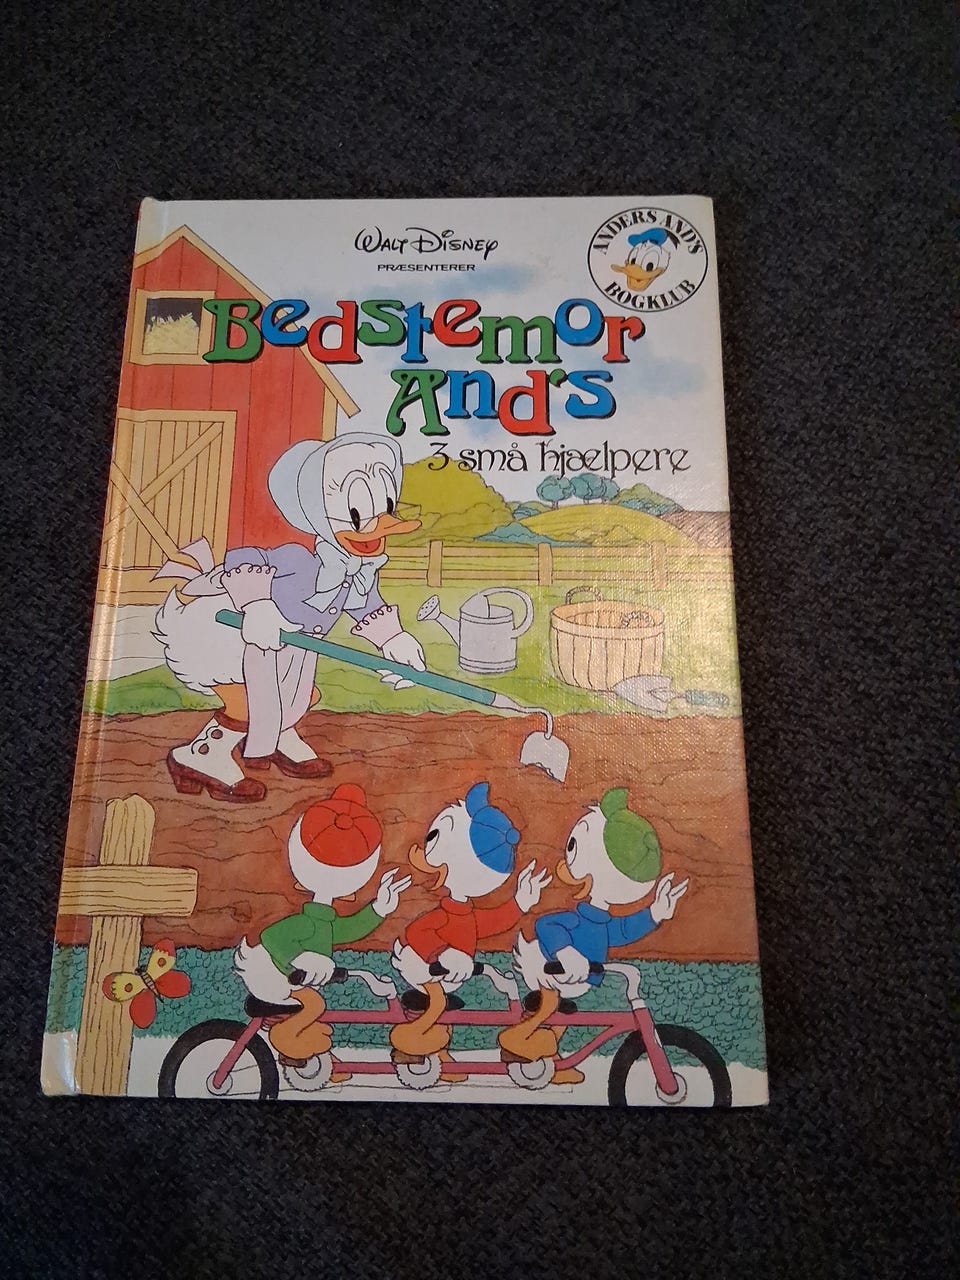 WALT DISNEY
PRÆSENTERER
ANDERS AND'S
BOGKLUB
Bedstemor
And's
3 små hjælpere